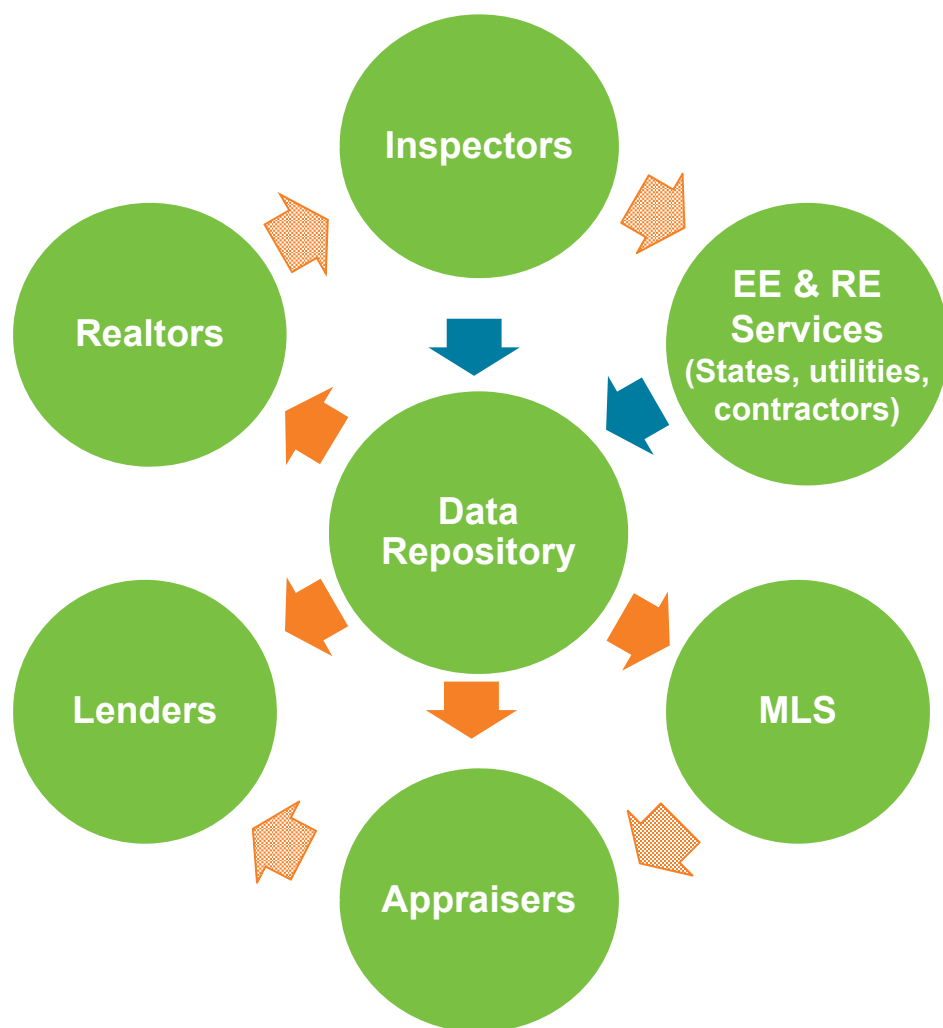 Inspectors
Realtors
EE & RE
Services
(States, utilities,
contractors)
Data
Repository
Lenders
MLS
Appraisers